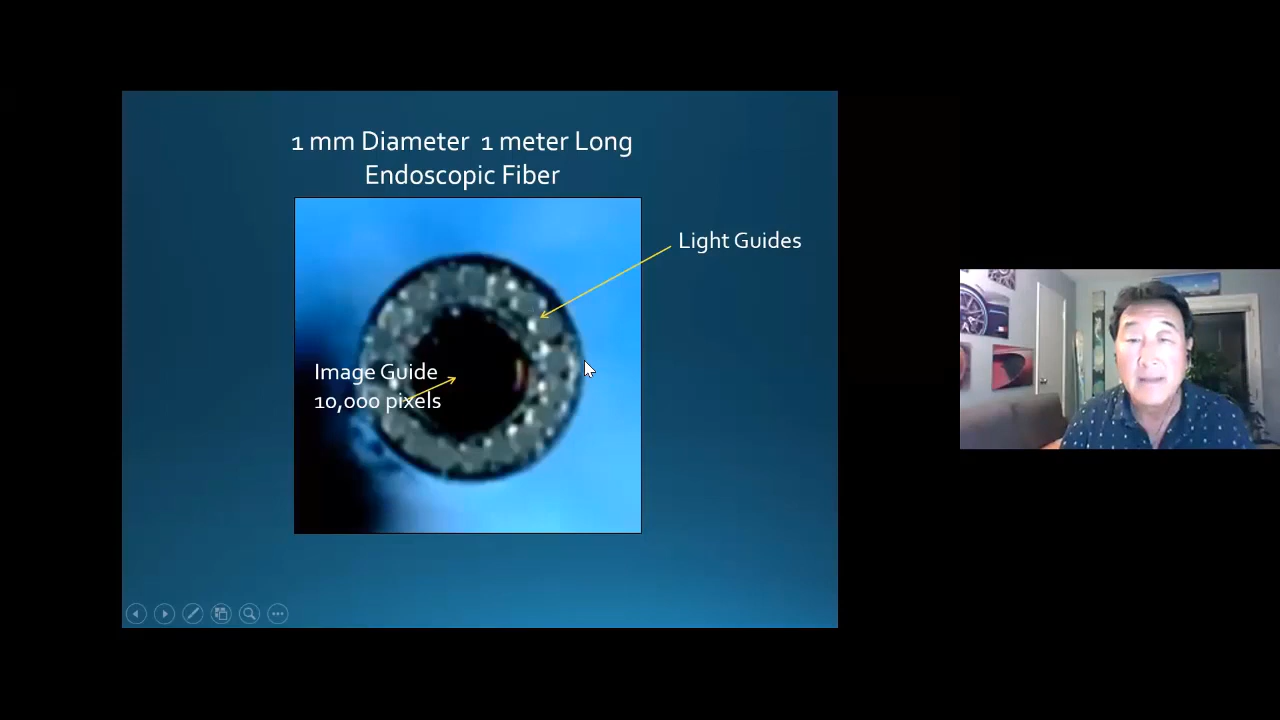 1 mm Diameter 1 meter Long
Endoscopic Fiber
Light Guides
Image Guide
10,000 pixels